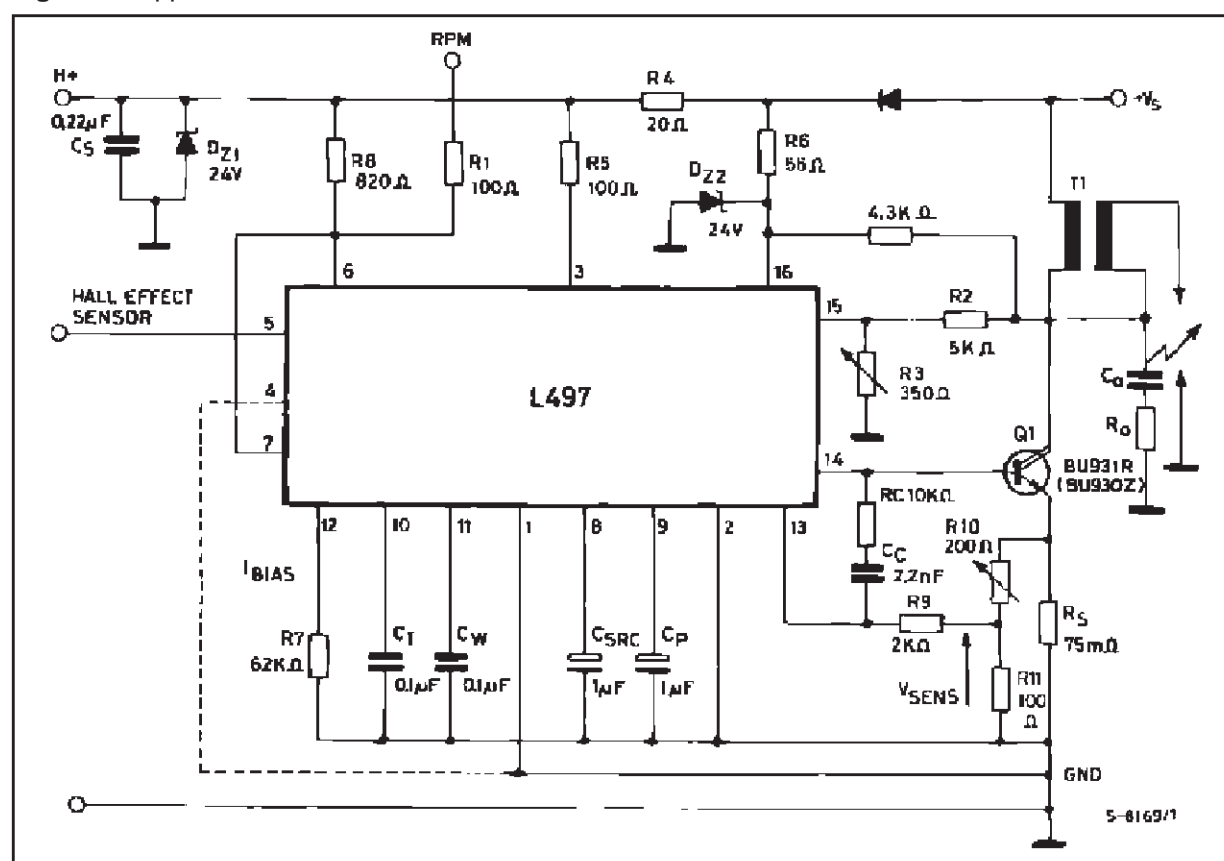 RPM
H+
0,22µF
CS
DZ1
24V
R8
820Ω
R1
100Ω
R5
100Ω
R4
20Ω
R6
56Ω
DZ2
24V
+VS
T1
4.3KΩ
6
3
16
HALL EFFECT
SENSOR
5
4
7
L497
15
R2
5KΩ
R3
350Ω
Ca
Ra
Q1
BU931R
(BU930Z)
14
RC 10KΩ
CC
2,2nF
R10
200Ω
12
10
11
1
8
9
2
13
IBIAS
R7
62KΩ
CT
0.1µF
CW
0.1µF
CSRC
1µF
CP
1µF
R9
2KΩ
VSENS
R11
100
Ω
RS
75mΩ
GND
S-8169/1